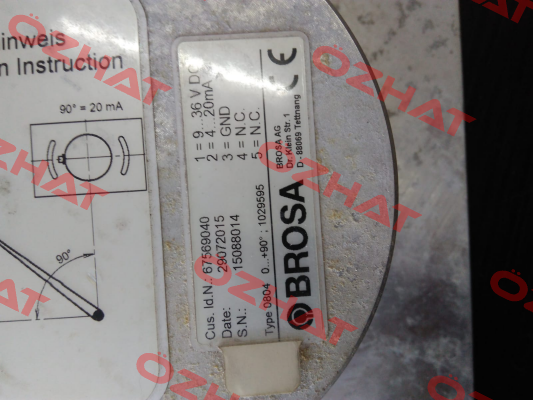 inweis
n Instruction
90° = 20 mA
90°
Cus. Id.N. 67569040
Date: 29072015
S.N.: 15088014
Type 0804 0...+90° ; 1029595
BROSA
1 = 9...36 V DC
2 = 4...20mA
3 = GND
4 = N.C.
5 = N.C.
BROSA AG
Dr. Klein Str. 1
D - 88069 Tettnang
CE
OZHAT
OZHAT
OZHAT
OZHAT
OZHAT
OZHAT
OZHAT